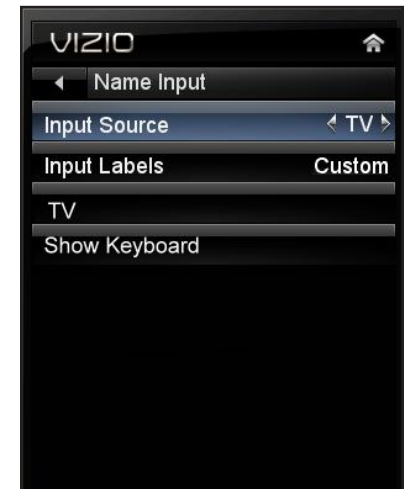 VIZIO
Name Input
Input Source TV
Input Labels Custom
TV
Show Keyboard